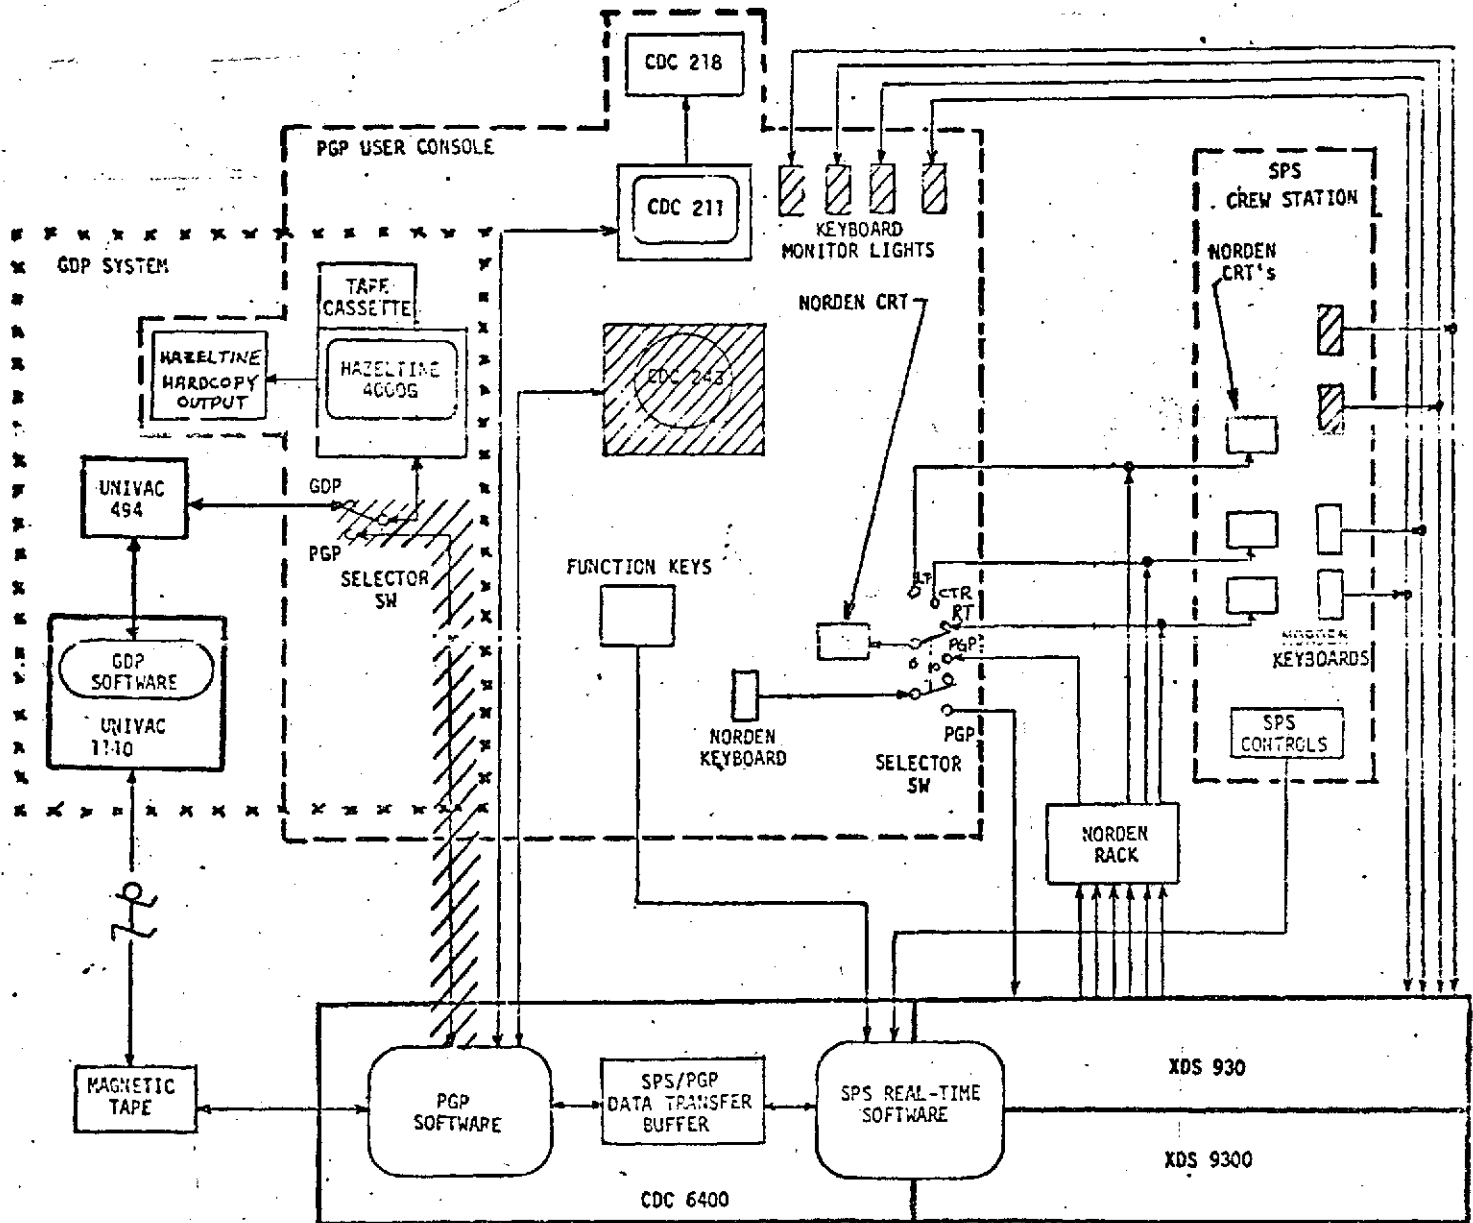 CDC 218
PGP USER CONSOLE
CDC 211
KEYBOARD
MONITOR LIGHTS
SPS
CREW STATION
NORDEN
CRT's
GDP SYSTEM
TAPE
CASSETTE
NORDEN CRT
HAZELTINE
HARDCOPY
OUTPUT
HAZELTINE
4000G
CDC 243
UNIVAC
494
GDP
PGP
SELECTOR
SW
FUNCTION KEYS
LT
CTR
RT
PGP
NORDEN
KEYBOARDS
GDP
SOFTWARE
UNIVAC
1110
NORDEN
KEYBOARD
PGP
SELECTOR
SW
SPS
CONTROLS
NORDEN
RACK
MAGNETIC
TAPE
PGP
SOFTWARE
SPS/PGP
DATA TRANSFER
BUFFER
SPS REAL-TIME
SOFTWARE
XDS 930
XDS 9300
CDC 6400